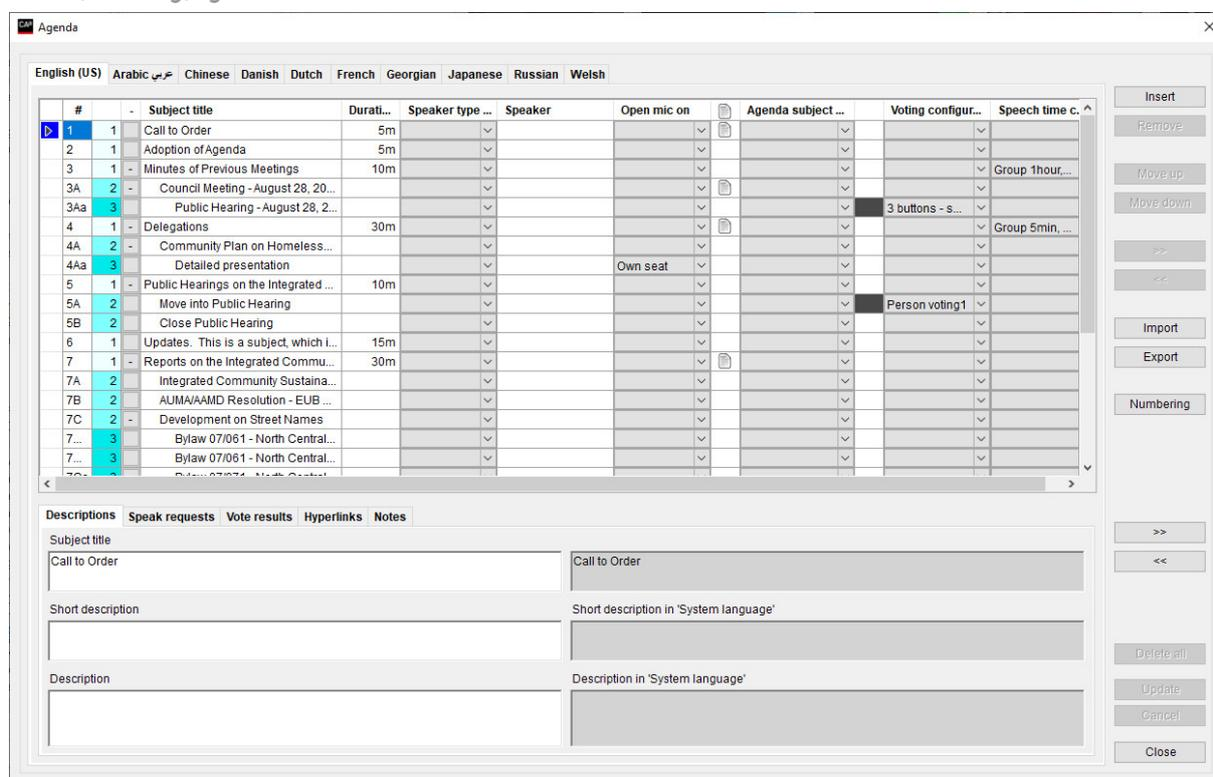 CA®
Agenda
English (US) Arabic عربي Chinese Danish Dutch French Georgian Japanese Russian Welsh
# - Subject title Durati... Speaker type ... Speaker Open mic on Agenda subject ... Voting configur... Speech time c.
1 1 Call to Order 5m
2 1 Adoption of Agenda 5m
3 1 - Minutes of Previous Meetings 10m Group 1hour,...
3A 2 - Council Meeting - August 28, 20...
3Aa 3 Public Hearing - August 28, 2... 3 buttons - s...
4 1 - Delegations 30m Group 5min, ...
4A 2 - Community Plan on Homeless...
4Aa 3 Detailed presentation Own seat
5 1 - Public Hearings on the Integrated ... 10m
5A 2 Move into Public Hearing Person voting1
5B 2 Close Public Hearing
6 1 Updates. This is a subject, which i... 15m
7 1 - Reports on the Integrated Commu... 30m
7A 2 Integrated Community Sustaina...
7B 2 AUMA/AAMD Resolution - EUB ...
7C 2 - Development on Street Names
7... 3 Bylaw 07/061 - North Central...
7... 3 Bylaw 07/061 - North Central...
Insert
Remove
Move up
Move down
>>
<<
Import
Export
Numbering
>>
<<
Delete all
Update
Cancel
Close
Descriptions Speak requests Vote results Hyperlinks Notes
Subject title
Call to Order Call to Order
Short description Short description in 'System language'
Description Description in 'System language'